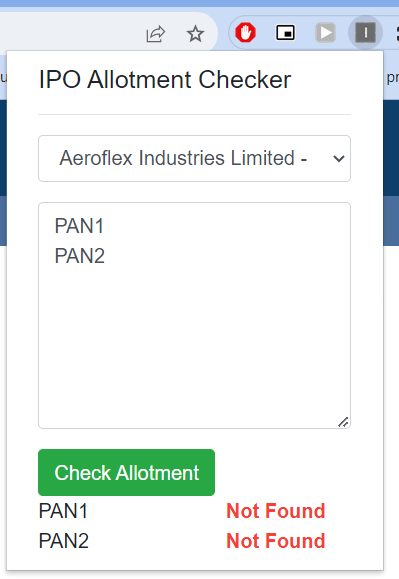 IPO Allotment Checker
Aeroflex Industries Limited -
PAN1
PAN2
Check Allotment
PAN1 Not Found
PAN2 Not Found